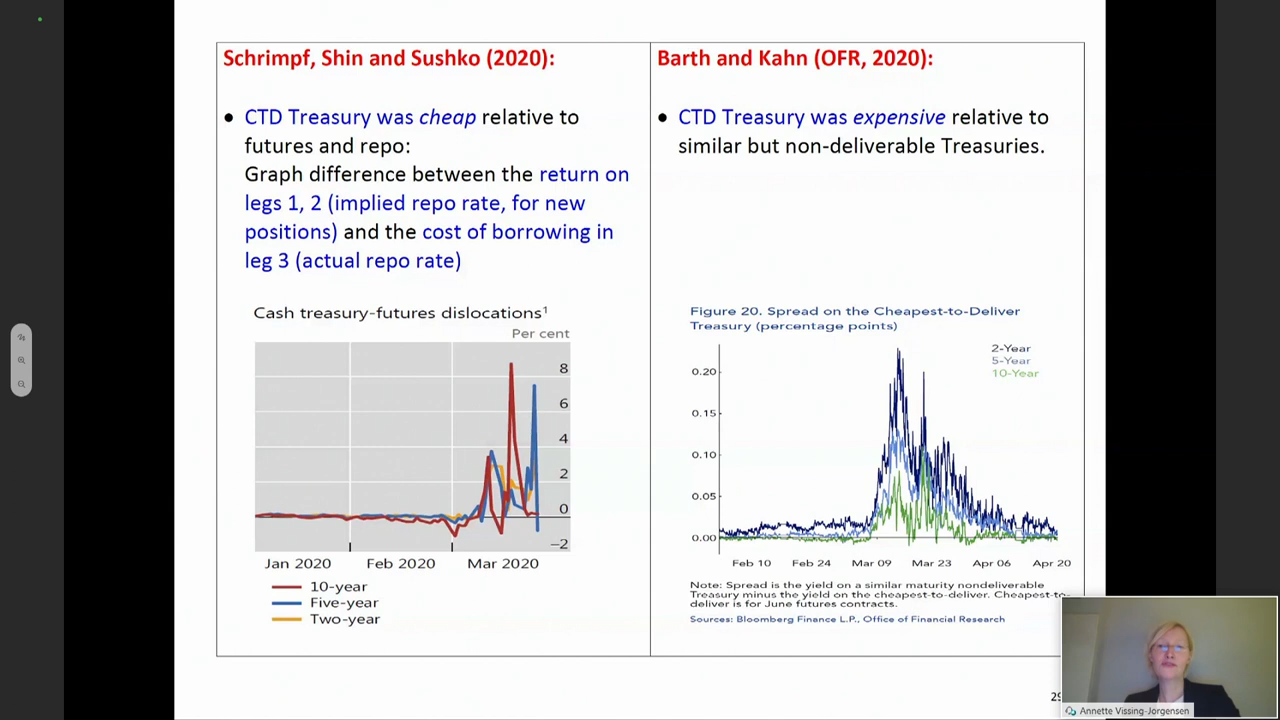 Schrimpf, Shin and Sushko (2020):
• CTD Treasury was cheap relative to
futures and repo:
Graph difference between the return on
legs 1, 2 (implied repo rate, for new
positions) and the cost of borrowing in
leg 3 (actual repo rate)
Cash treasury-futures dislocations¹
Per cent
8
6
4
2
0
–2
Jan 2020 Feb 2020 Mar 2020
10-year
Five-year
Two-year
Barth and Kahn (OFR, 2020):
• CTD Treasury was expensive relative to
similar but non-deliverable Treasuries.
Figure 20. Spread on the Cheapest-to-Deliver
Treasury (percentage points)
2-Year
5-Year
10-Year
0.20
0.15
0.10
0.05
0.00
Feb 10 Feb 24 Mar 09 Mar 23 Apr 06 Apr 20
Note: Spread is the yield on a similar maturity nondeliverable
Treasury minus the yield on the cheapest-to-deliver. Cheapest-to-
deliver is for June futures contracts.
Sources: Bloomberg Finance L.P., Office of Financial Research
Annette Vissing-Jorgensen